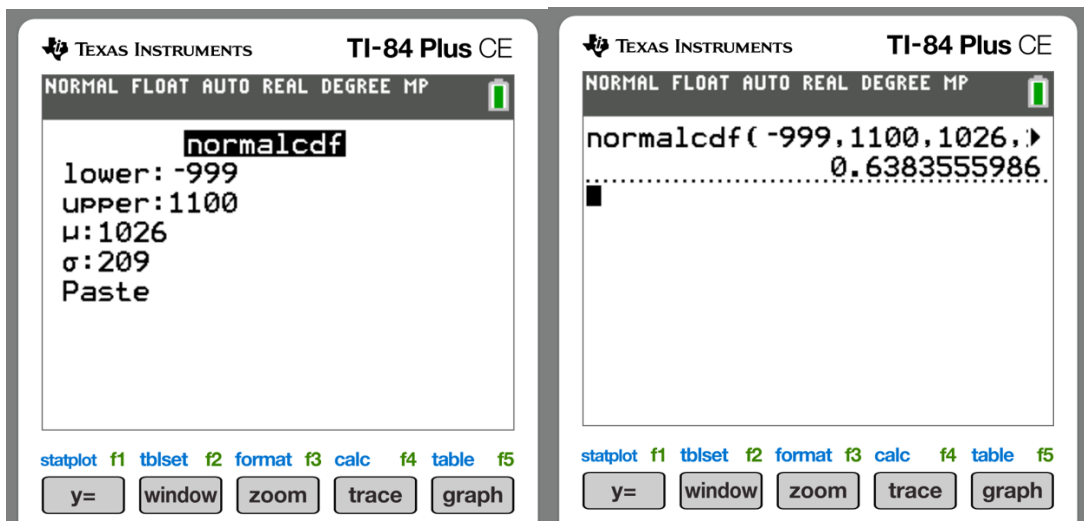 TEXAS INSTRUMENTS TI-84 Plus CE
NORMAL FLOAT AUTO REAL DEGREE MP
normalcdf
lower:-999
upper:1100
μ:1026
σ:209
Paste
statplot f1 tblset f2 format f3 calc f4 table f5
y= window zoom trace graph
TEXAS INSTRUMENTS TI-84 Plus CE
NORMAL FLOAT AUTO REAL DEGREE MP
normalcdf(-999,1100,1026,
0.6383555986
statplot f1 tblset f2 format f3 calc f4 table f5
y= window zoom trace graph